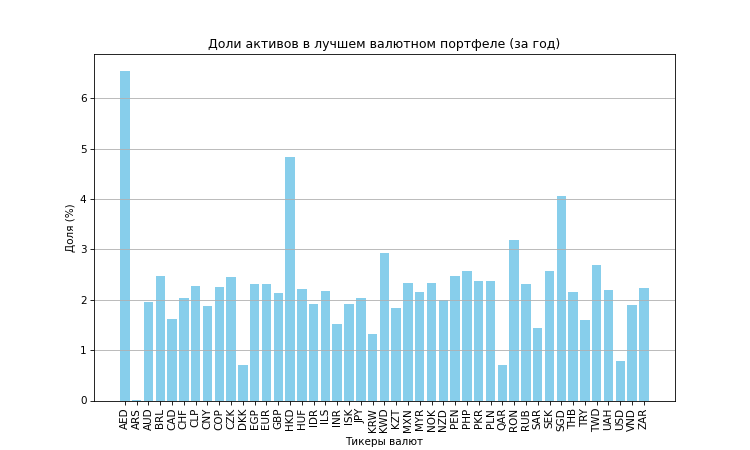 Доли активов в лучшем валютном портфеле (за год)
Доля (%)
6
5
4
3
2
1
0
AED ARS AUD BRL CAD CHF CLP CNY COP CZK DKK EGP EUR GBP HKD HUF IDR ILS INR ISK JPY KRW KWD KZT MXN MYR NOK NZD PEN PHP PKR PLN QAR RON RUB SAR SEK SGD THB TRY TWD UAH USD VND ZAR
Тикеры валют